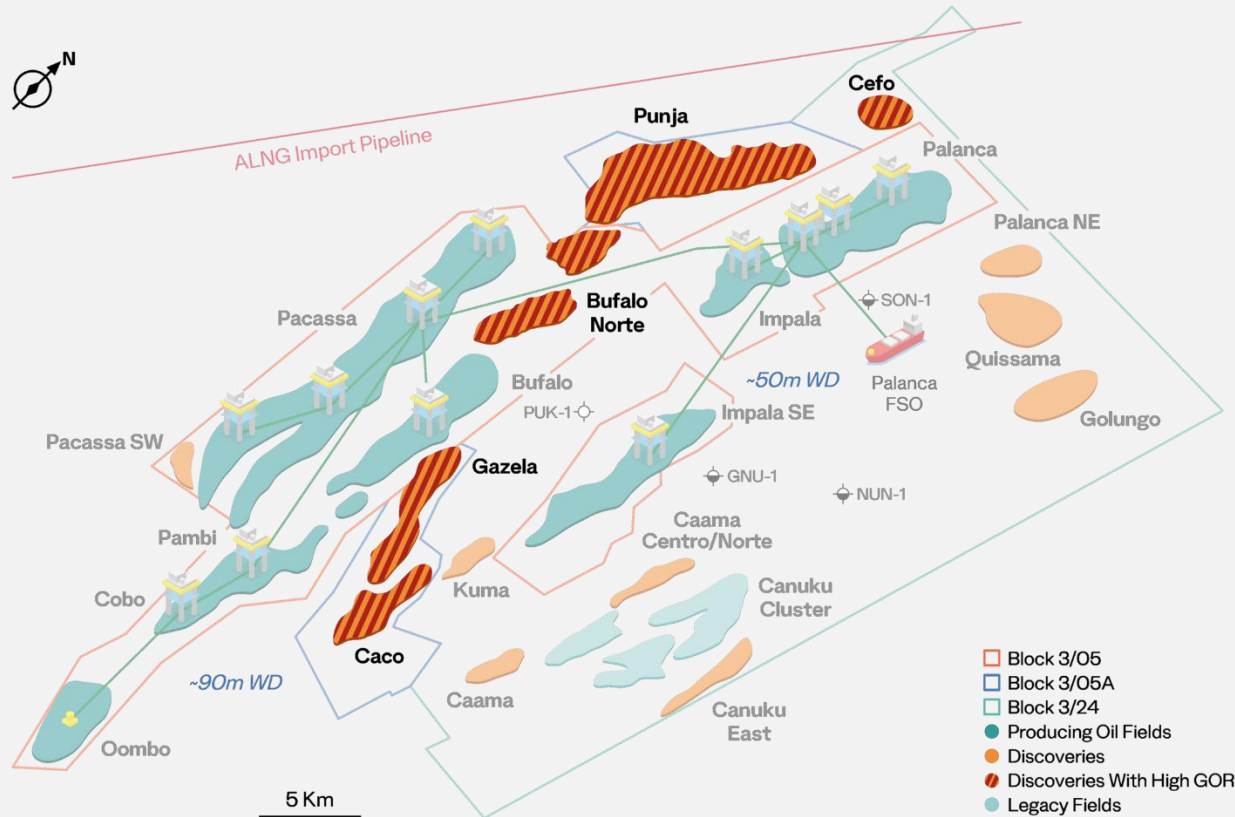 N
Cefo
Punja
ALNG Import Pipeline
Palanca
Palanca NE
SON-1
Pacassa
Bufalo
Norte
Impala
Quissama
~50m WD
Palanca
FSO
Bufalo
PUK-1
Impala SE
Golungo
Pacassa SW
Gazela
GNU-1
NUN-1
Caama
Centro/Norte
Pambi
Kuma
Canuku
Cluster
Cobo
Caco
~90m WD
Caama
Canuku
East
Oombo
5 Km
Block 3/05
Block 3/05A
Block 3/24
Producing Oil Fields
Discoveries
Discoveries With High GOR
Legacy Fields